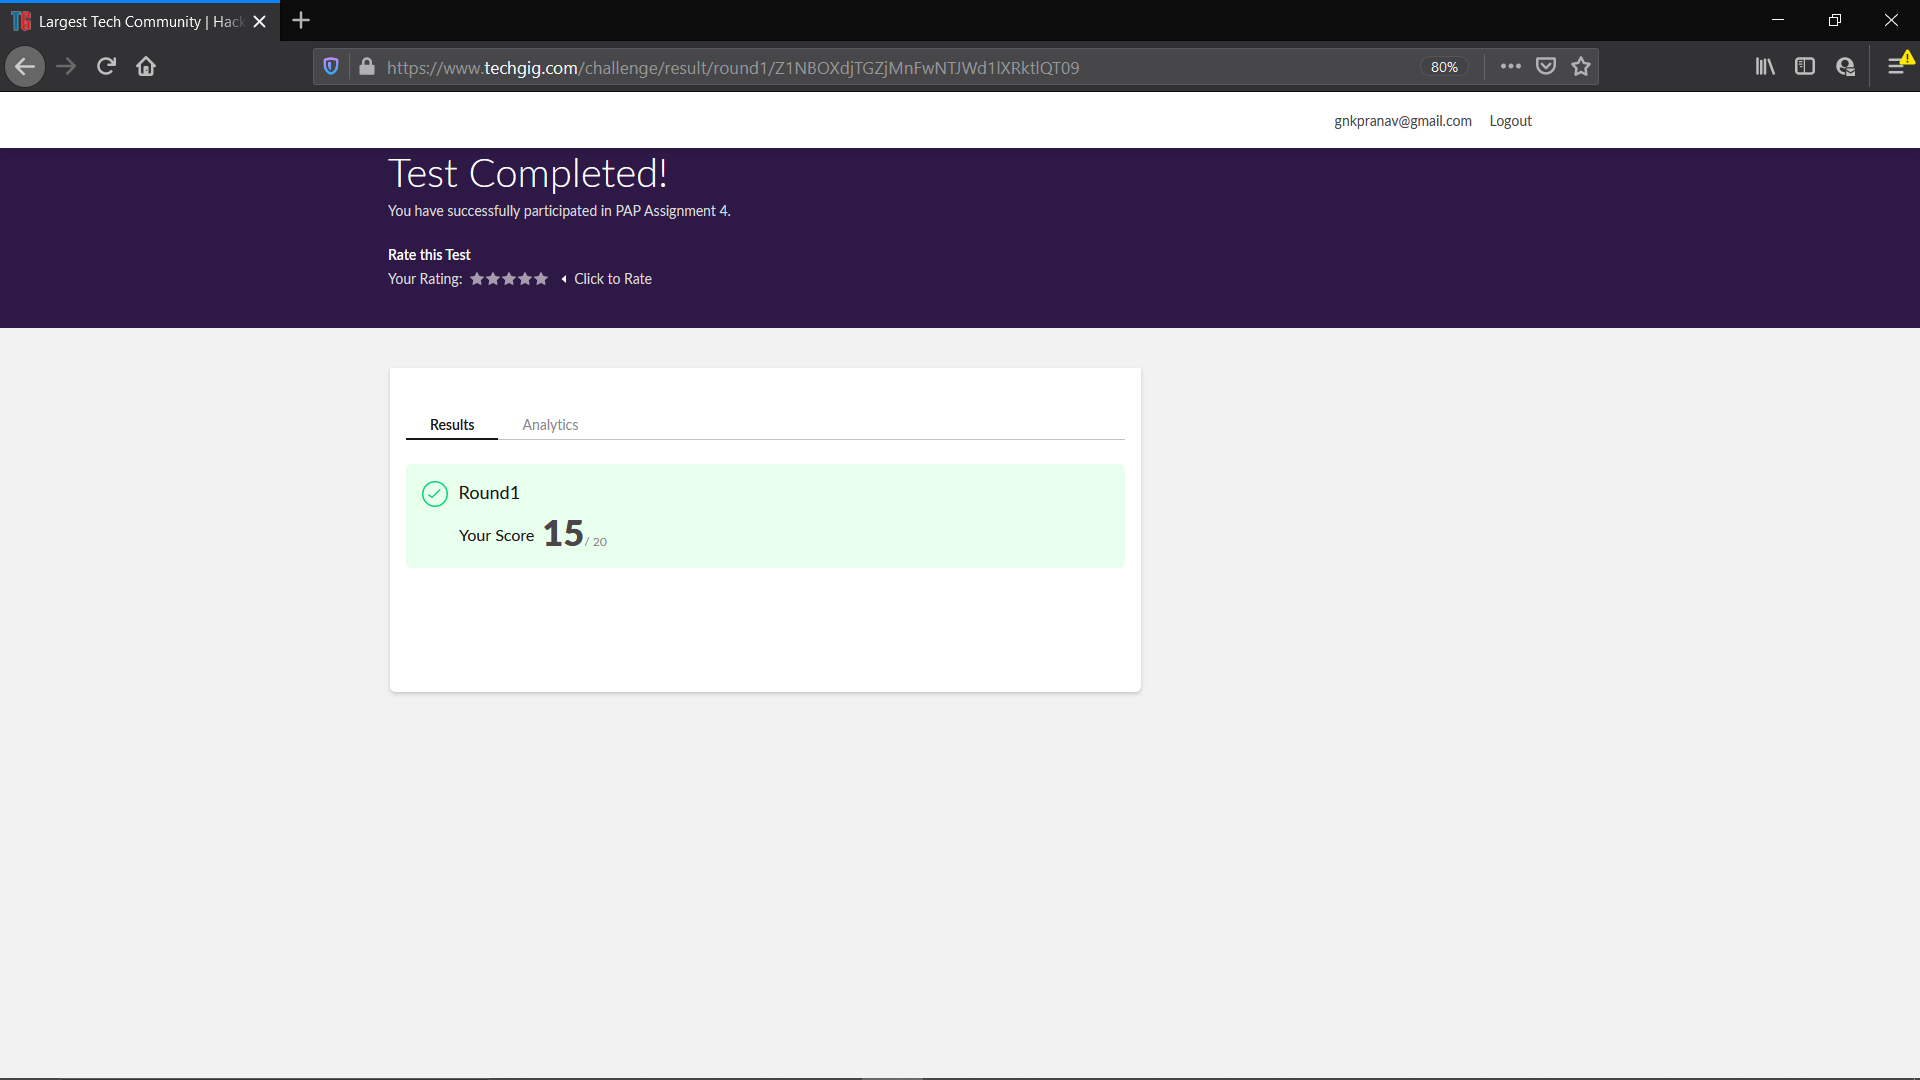 TG Largest Tech Community | Hack
https://www.techgig.com/challenge/result/round1/Z1NBOXdjTGZjMnFwNTJWd1lXRktlQT09 80%
gnkpranav@gmail.com Logout
Test Completed!
You have successfully participated in PAP Assignment 4.
Rate this Test
Your Rating: Click to Rate
Results Analytics
Round1
Your Score 15 / 20